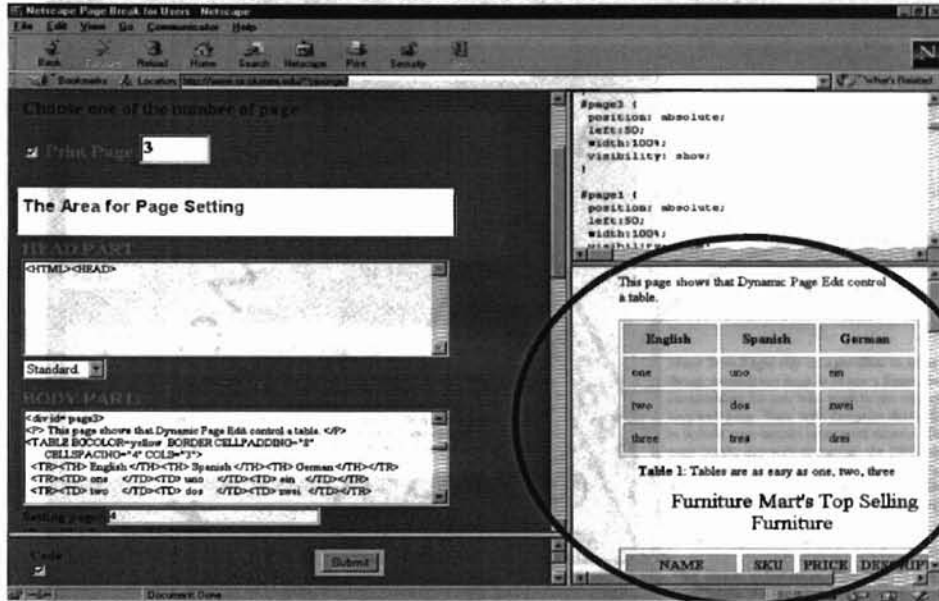 Netscape Page Break for Users - Netscape
File Edit View Go Communicator Help
Back Reload Home Search Netscape Print Security
Bookmarks Location: What's Related
Choose one of the number of page
Print Page 3
The Area for Page Setting
HEAD PART
<HTML><HEAD>
Standard
BODY PART
<div id= page3>
<P> This page shows that Dynamic Page Edit control a table. </P>
<TABLE BGCOLOR=yellow BORDER CELLPADDING="8"
CELLSPACING="4" COLS="3">
<TR><TH> English </TH><TH> Spanish </TH><TH> German </TH></TR>
<TR><TD> one </TD><TD> uno </TD><TD> ein </TD></TR>
<TR><TD> two </TD><TD> dos </TD><TD> zwei </TD></TR>
Setting page: 4
Code
Submit
#page3 {
position: absolute;
left:50;
width:100%;
visibility: show;
}
#page1 {
position: absolute;
left:50;
width:100%;
This page shows that Dynamic Page Edit control
a table.
English Spanish German
one uno ein
two dos zwei
three tres drei
Table 1: Tables are as easy as one, two, three
Furniture Mart's Top Selling
Furniture
NAME SKU PRICE DESCRIP
Document: Done